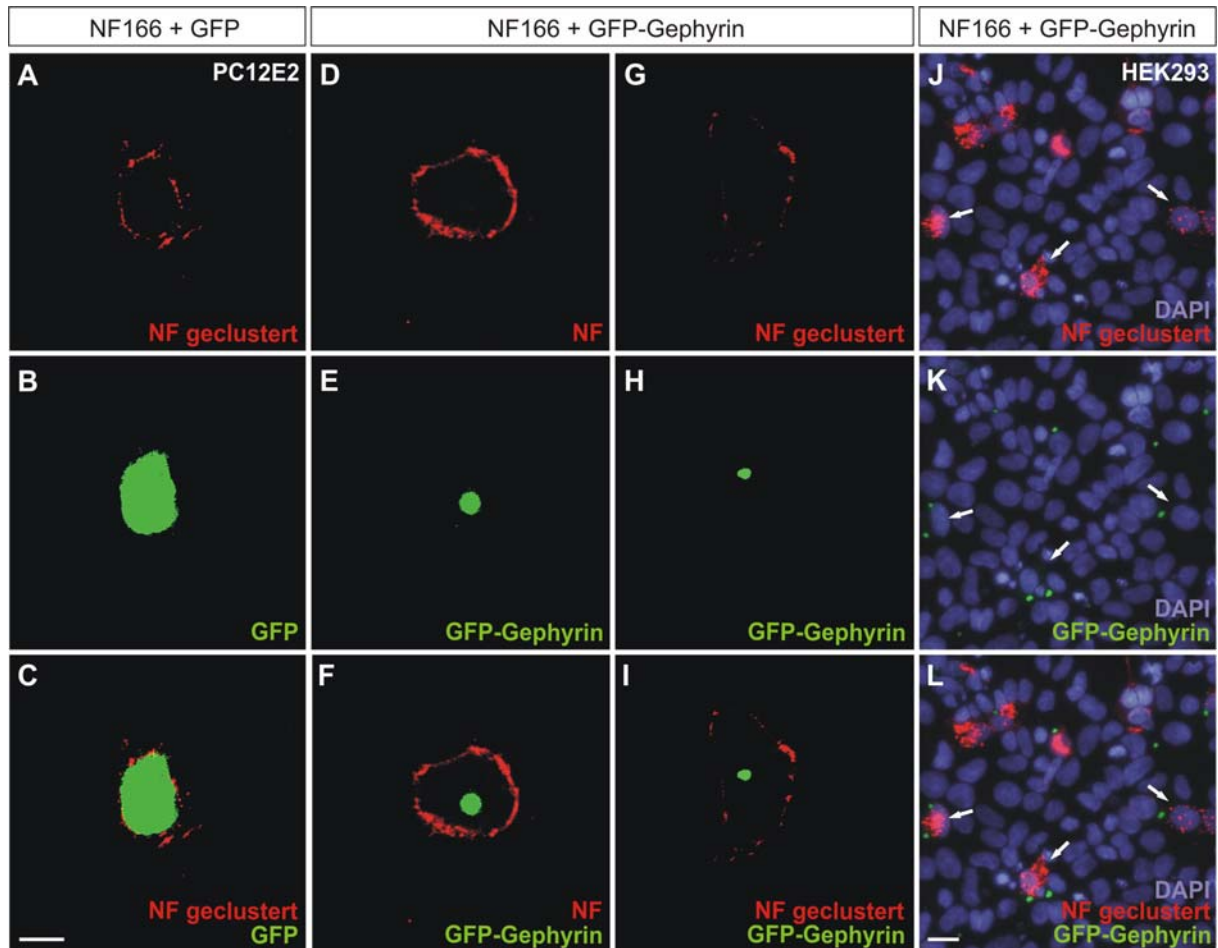 NF166 + GFP
NF166 + GFP-Gephyrin
NF166 + GFP-Gephyrin
A
PC12E2
NF geclustert
D
NF
G
NF geclustert
J
HEK293
DAPI
NF geclustert
B
GFP
E
GFP-Gephyrin
H
GFP-Gephyrin
K
DAPI
GFP-Gephyrin
C
NF geclustert
GFP
F
NF
GFP-Gephyrin
I
NF geclustert
GFP-Gephyrin
L
DAPI
NF geclustert
GFP-Gephyrin